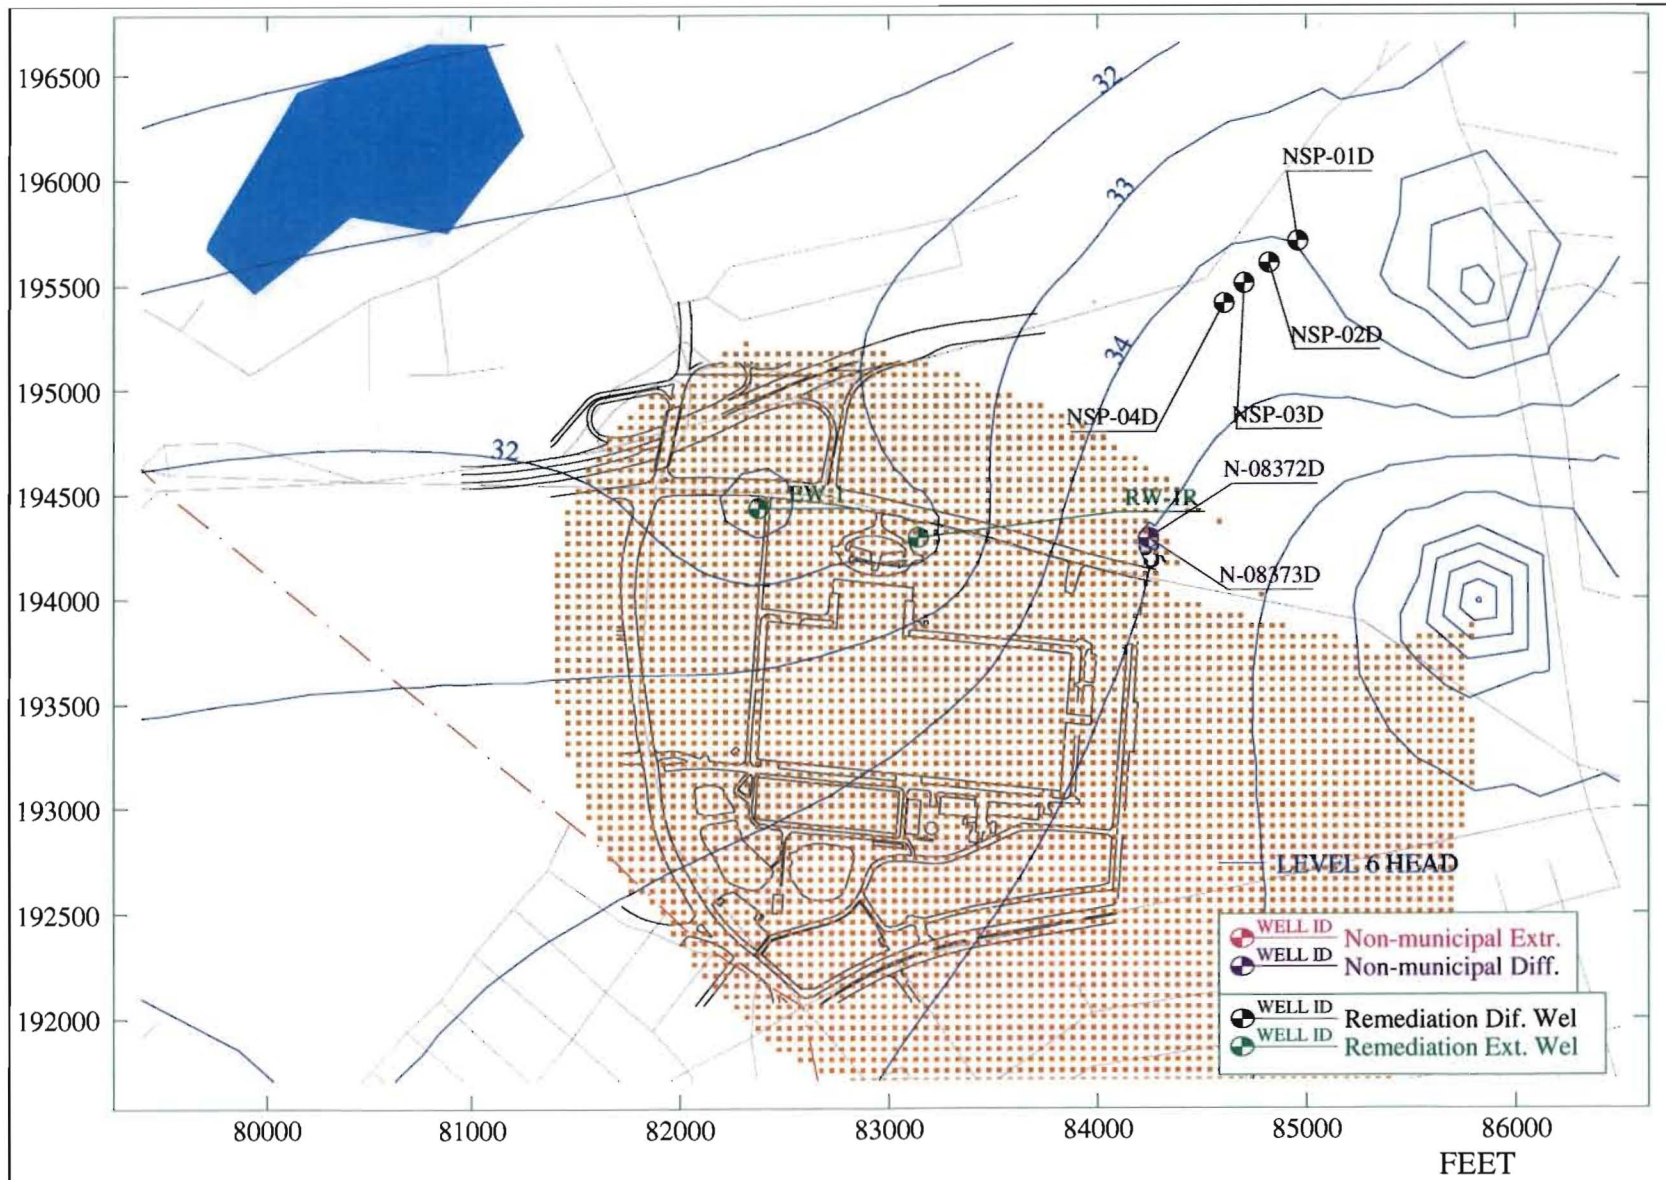 196500
196000
195500
195000
194500
194000
193500
193000
192500
192000
32
33
34
32
NSP-01D
NSP-02D
NSP-03D
NSP-04D
N-08372D
EW-1
RW-1R
N-08373D
LEVEL 6 HEAD
WELL ID Non-municipal Extr.
WELL ID Non-municipal Diff.
WELL ID Remediation Dif. Wel
WELL ID Remediation Ext. Wel
80000 81000 82000 83000 84000 85000 86000
FEET